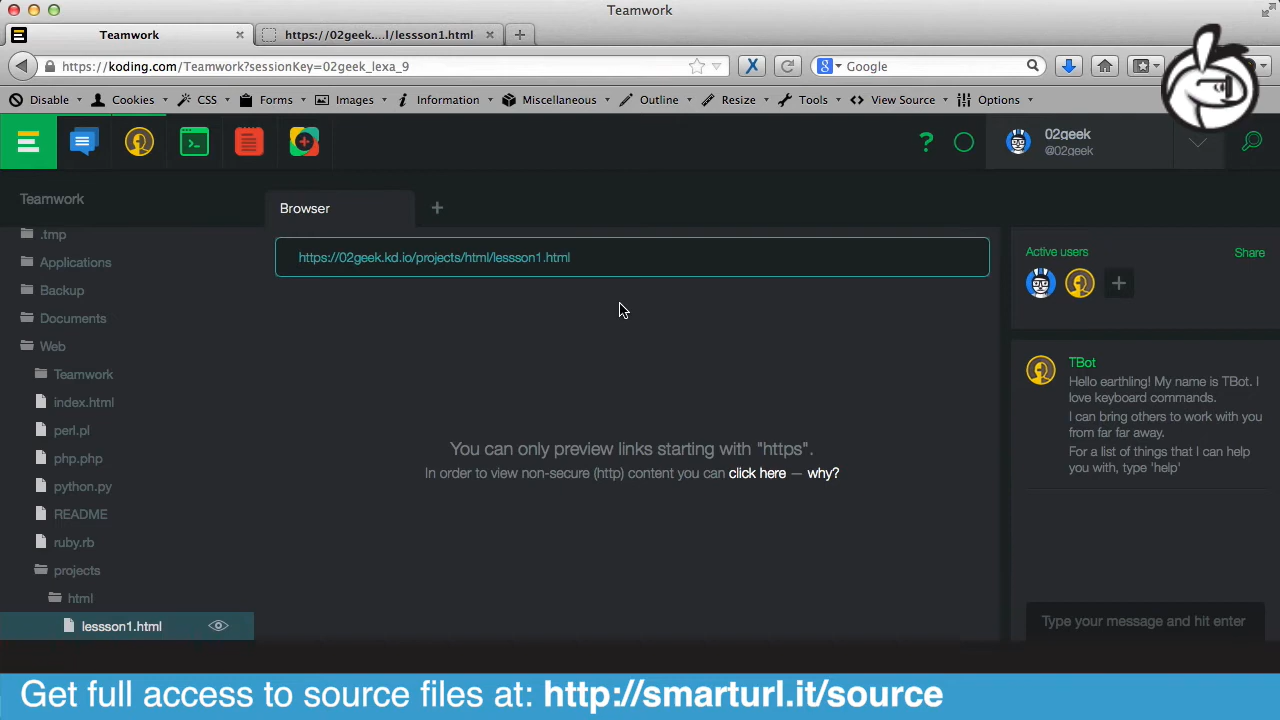 Teamwork
Teamwork
https://02geek....l/lessson1.html
https://koding.com/Teamwork?sessionKey=02geek_lexa_9
Google
Disable
Cookies
CSS
Forms
Images
Information
Miscellaneous
Outline
Resize
Tools
View Source
Options
02geek
@02geek
Teamwork
Browser
.tmp
Applications
Backup
Documents
Web
Teamwork
index.html
perl.pl
php.php
python.py
README
ruby.rb
projects
html
lessson1.html
https://02geek.kd.io/projects/html/lessson1.html
You can only preview links starting with "https".
In order to view non-secure (http) content you can click here — why?
Active users
Share
TBot
Hello earthling! My name is TBot. I
love keyboard commands.
I can bring others to work with you
from far far away.
For a list of things that I can help
you with, type 'help'
Type your message and hit enter
Get full access to source files at: http://smarturl.it/source